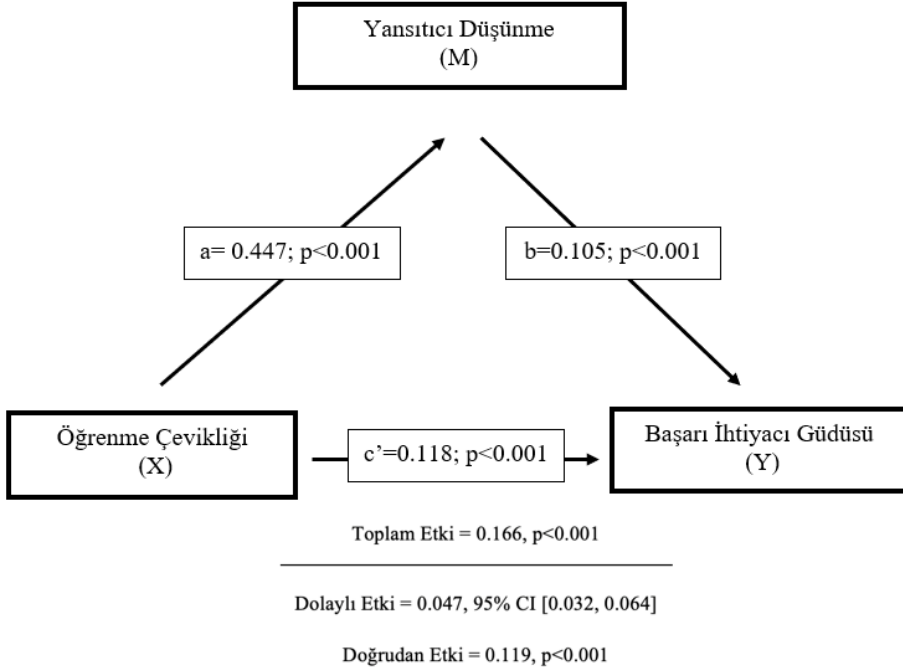 Yansıtıcı Düşünme
(M)
a= 0.447; p<0.001
b=0.105; p<0.001
Öğrenme Çevikliği
(X)
c’=0.118; p<0.001
Başarı İhtiyacı Güdüsü
(Y)
Toplam Etki = 0.166, p<0.001
Dolaylı Etki = 0.047, 95% CI [0.032, 0.064]
Doğrudan Etki = 0.119, p<0.001